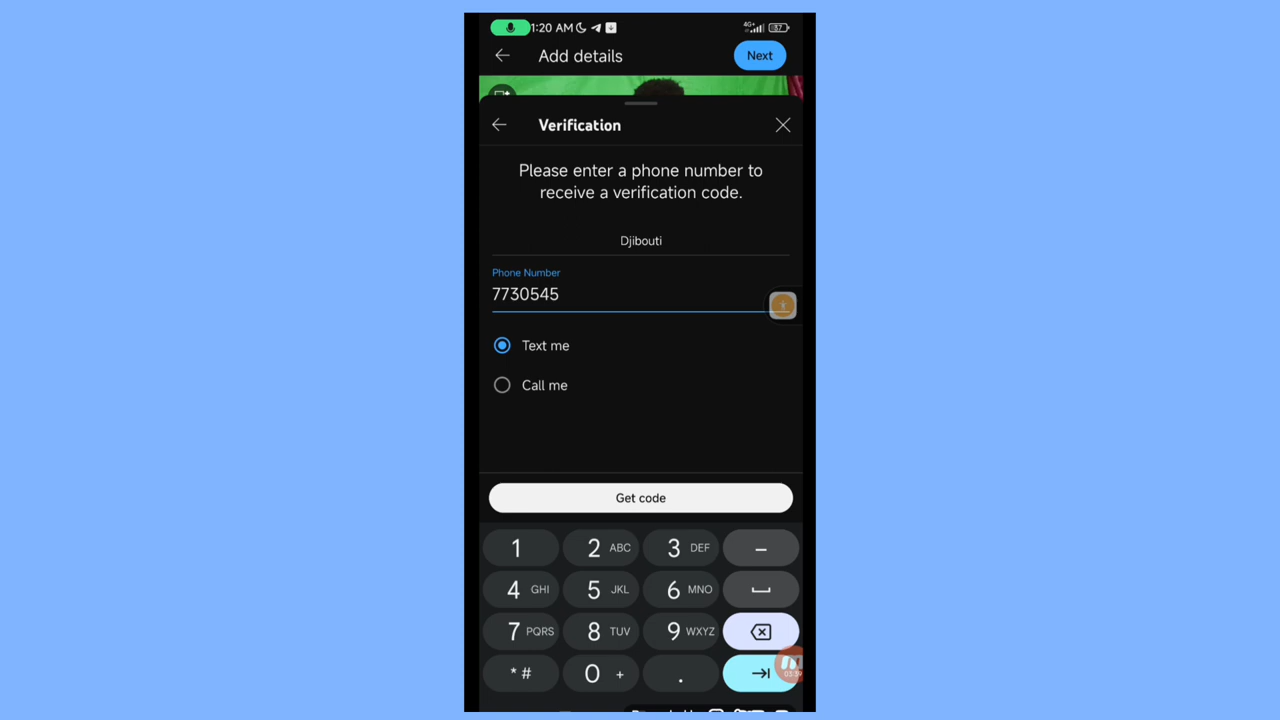 1:20 AM 4G+ 37
Add details
Next
Verification
Please enter a phone number to
receive a verification code.
Djibouti
Phone Number
7730545
Text me
Call me
Get code
1 2 ABC 3 DEF –
4 GHI 5 JKL 6 MNO
7 PQRS 8 TUV 9 WXYZ
* # 0 + .